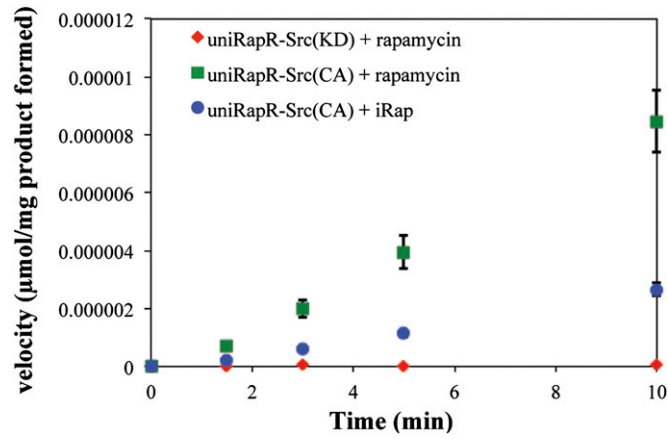 0.000012
0.00001
0.000008
0.000006
0.000004
0.000002
0
velocity (µmol/mg product formed)
uniRapR-Src(KD) + rapamycin
uniRapR-Src(CA) + rapamycin
uniRapR-Src(CA) + iRap
0 2 4 6 8 10
Time (min)